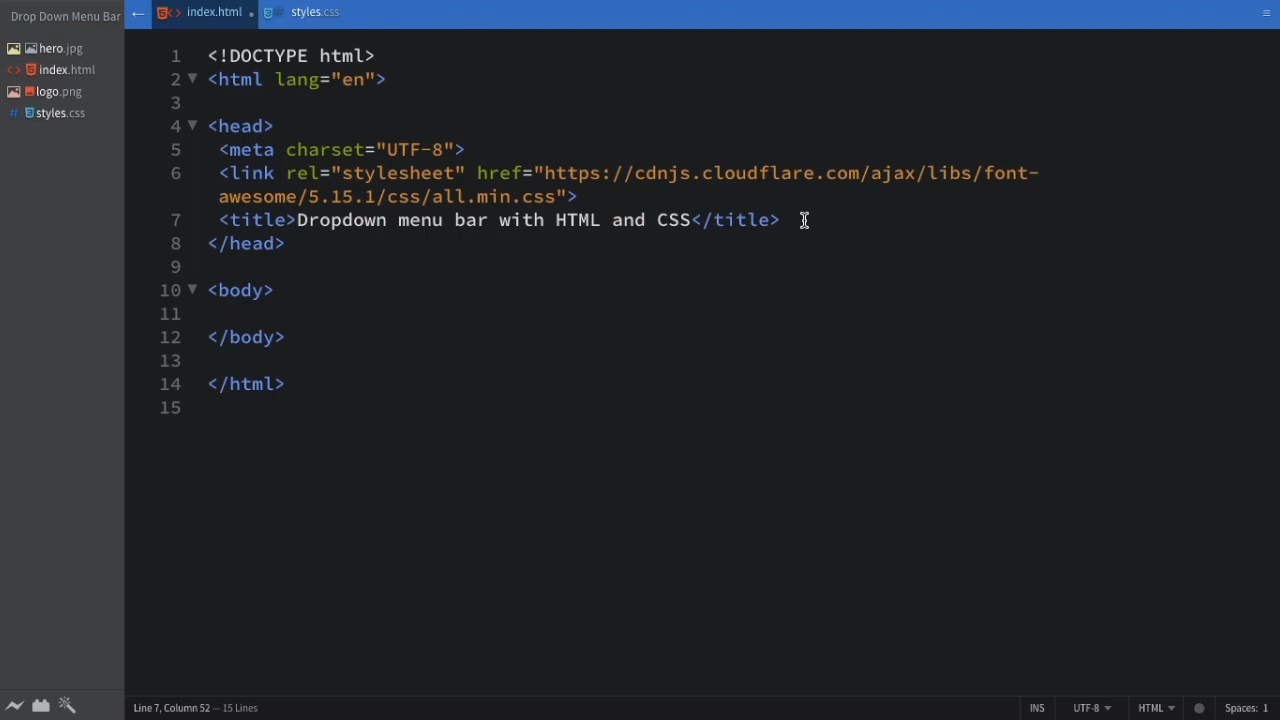 Drop Down Menu Bar
← <> index.html • # styles.css
hero.jpg
<> index.html
logo.png
# styles.css
1 <!DOCTYPE html>
2 ▼ <html lang="en">
3
4 ▼ <head>
5 <meta charset="UTF-8">
6 <link rel="stylesheet" href="https://cdnjs.cloudflare.com/ajax/libs/font-
awesome/5.15.1/css/all.min.css">
7 <title>Dropdown menu bar with HTML and CSS</title>
8 </head>
9
10 ▼ <body>
11
12 </body>
13
14 </html>
15
Line 7, Column 52 — 15 Lines
INS UTF-8 ▼ HTML ▼ Spaces: 1